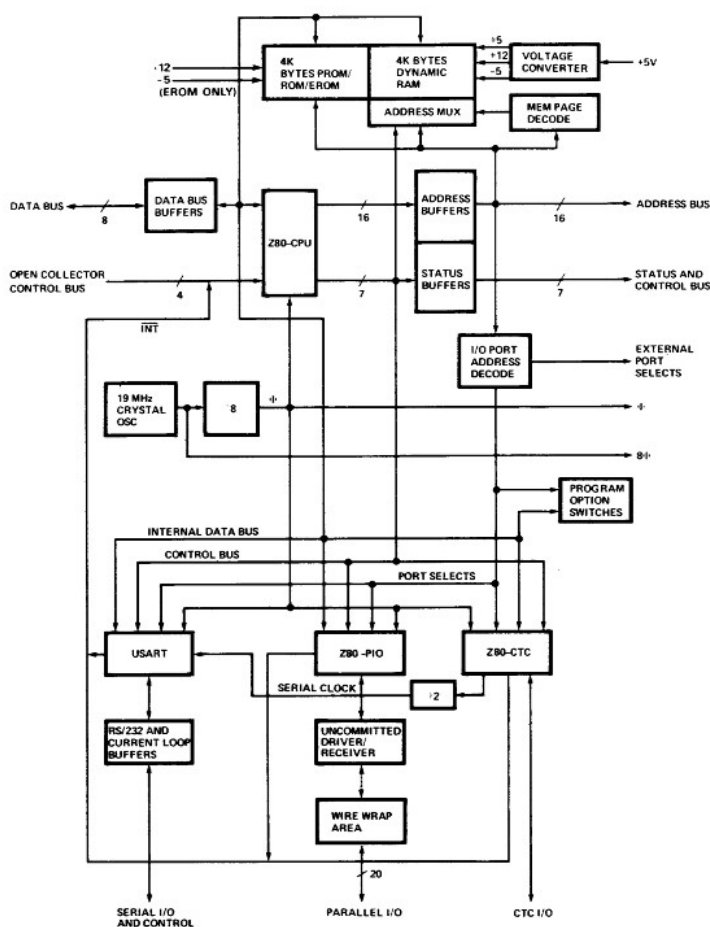 4K
BYTES PROM/
ROM/EROM
4K BYTES
DYNAMIC
RAM
ADDRESS MUX
+5
+12
-5
VOLTAGE
CONVERTER
+5V
-12
-5
(EROM ONLY)
MEM PAGE
DECODE
DATA BUS
8
DATA BUS
BUFFERS
Z80-CPU
16
ADDRESS
BUFFERS
16
ADDRESS BUS
OPEN COLLECTOR
CONTROL BUS
4
7
STATUS
BUFFERS
7
STATUS AND
CONTROL BUS
INT
I/O PORT
ADDRESS
DECODE
EXTERNAL
PORT
SELECTS
19 MHz
CRYSTAL
OSC
8
PROGRAM
OPTION
SWITCHES
INTERNAL DATA BUS
CONTROL BUS
PORT SELECTS
USART
Z80-PIO
Z80-CTC
SERIAL CLOCK
RS/232 AND
CURRENT LOOP
BUFFERS
UNCOMMITTED
DRIVER/
RECEIVER
WIRE WRAP
AREA
20
SERIAL I/O
AND CONTROL
PARALLEL I/O
CTC I/O